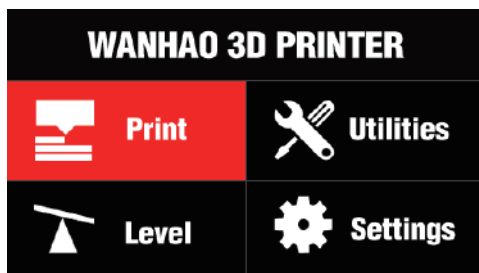 WANHAO 3D PRINTER
Print
Utilities
Level
Settings